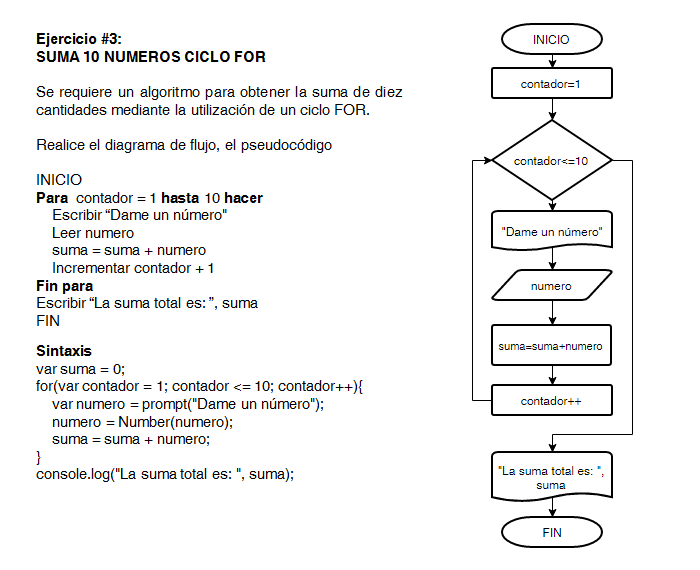 Ejercicio #3:
SUMA 10 NUMEROS CICLO FOR
Se requiere un algoritmo para obtener la suma de diez
cantidades mediante la utilización de un ciclo FOR.
Realice el diagrama de flujo, el pseudocódigo
INICIO
Para contador = 1 hasta 10 hacer
Escribir “Dame un número"
Leer numero
suma = suma + numero
Incrementar contador + 1
Fin para
Escribir “La suma total es: ”, suma
FIN
Sintaxis
var suma = 0;
for(var contador = 1; contador <= 10; contador++){
var numero = prompt("Dame un número");
numero = Number(numero);
suma = suma + numero;
}
console.log("La suma total es: ", suma);
INICIO
contador=1
contador<=10
"Dame un número"
numero
suma=suma+numero
contador++
"La suma total es: ",
suma
FIN